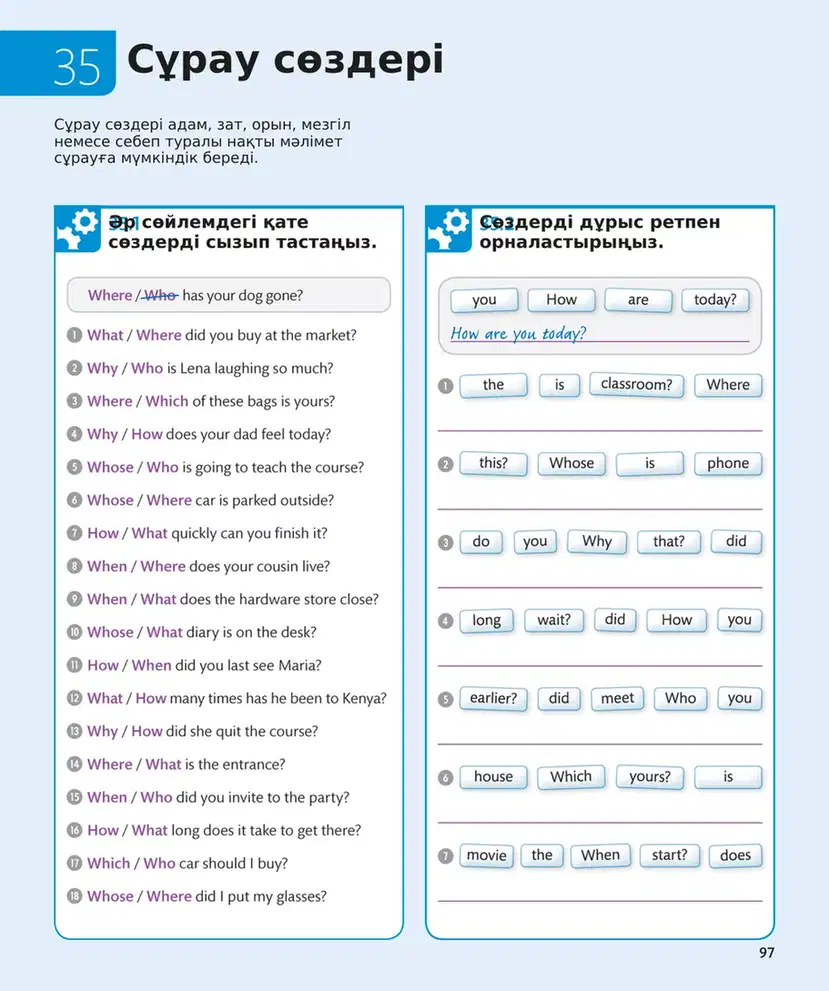 35
Сұрау сөздері
Сұрау сөздері адам, зат, орын, мезгіл
немесе себеп туралы нақты мәлімет
сұрауға мүмкіндік береді.
35.1 Әр сөйлемдегі қате
сөздерді сызып тастаңыз.
Where / Who has your dog gone?
1 What / Where did you buy at the market?
2 Why / Who is Lena laughing so much?
3 Where / Which of these bags is yours?
4 Why / How does your dad feel today?
5 Whose / Who is going to teach the course?
6 Whose / Where car is parked outside?
7 How / What quickly can you finish it?
8 When / Where does your cousin live?
9 When / What does the hardware store close?
10 Whose / What diary is on the desk?
11 How / When did you last see Maria?
12 What / How many times has he been to Kenya?
13 Why / How did she quit the course?
14 Where / What is the entrance?
15 When / Who did you invite to the party?
16 How / What long does it take to get there?
17 Which / Who car should I buy?
18 Whose / Where did I put my glasses?
35.2 Сөздерді дұрыс ретпен
орналастырыңыз.
you How are today?
How are you today?
1 the is classroom? Where
2 this? Whose is phone
3 do you Why that? did
4 long wait? did How you
5 earlier? did meet Who you
6 house Which yours? is
7 movie the When start? does
97